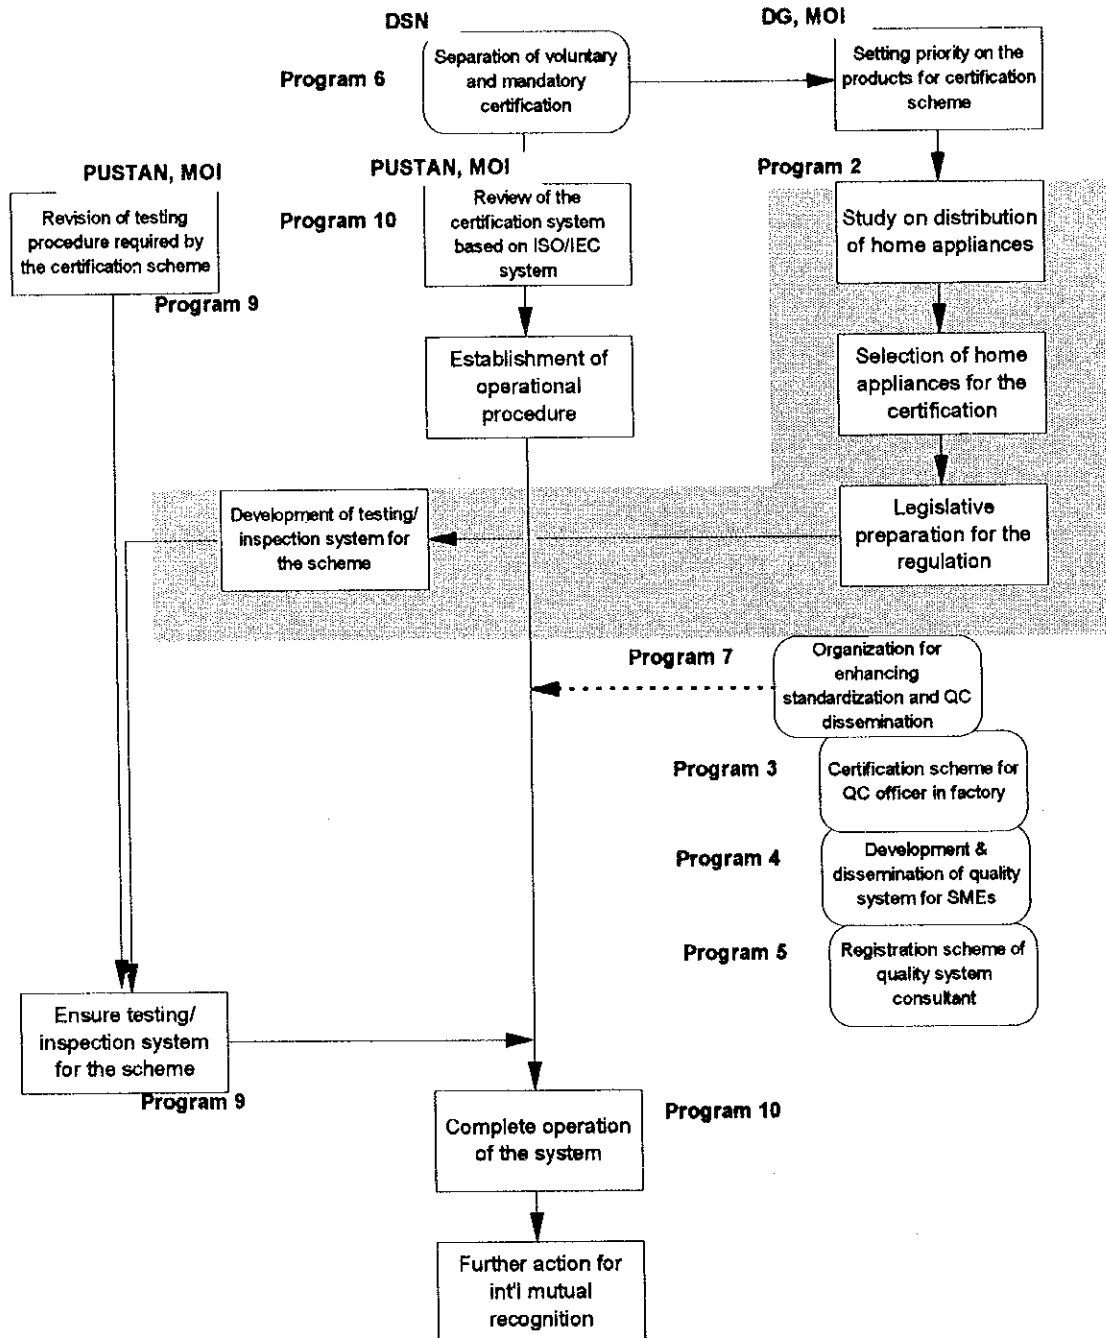 DSN
DG, MOI
Program 6
Separation of voluntary
and mandatory
certification
Setting priority on the
products for certification
scheme
PUSTAN, MOI
PUSTAN, MOI
Program 2
Revision of testing
procedure required by
the certification scheme
Program 9
Program 10
Review of the
certification system
based on ISO/IEC
system
Study on distribution
of home appliances
Establishment of
operational
procedure
Selection of home
appliances for the
certification
Development of testing/
inspection system for
the scheme
Legislative
preparation for the
regulation
Program 7
Organization for
enhancing
standardization and QC
dissemination
Program 3
Certification scheme for
QC officer in factory
Program 4
Development &
dissemination of quality
system for SMEs
Program 5
Registration scheme of
quality system
consultant
Ensure testing/
inspection system
for the scheme
Program 9
Program 10
Complete operation
of the system
Further action for
int'l mutual
recognition